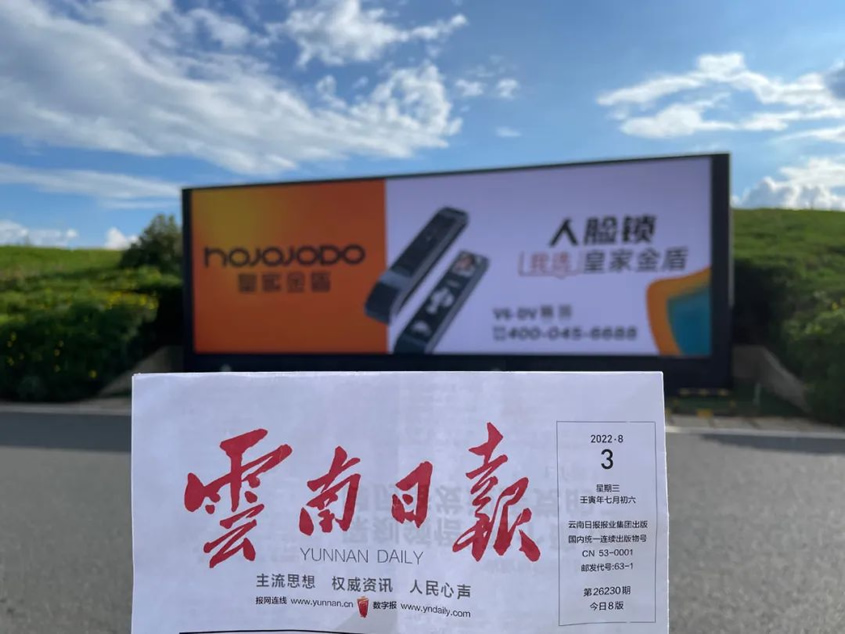 nojojoDO
皇家金盾
人脸锁
我选 皇家金盾
V6-DV
400-045-6688
雲南日報
YUNNAN DAILY
主流思想 权威资讯 人民心声
报网连线 www.yunnan.cn 数字报 www.yndaily.com
2022·8
3
星期三
壬寅年七月初六
云南日报报业集团出版
国内统一连续出版物号
CN 53-0001
邮发代号:63-1
第26230期
今日8版